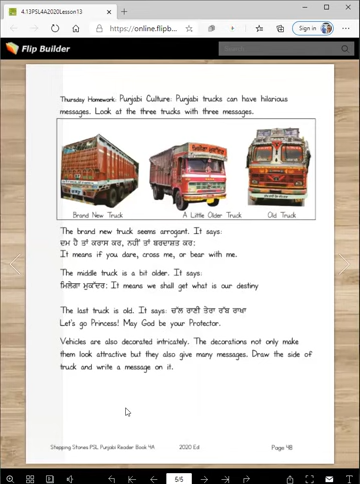 4.13PSL4A2020Lesson13
https://online.flipb...
Sign in
Flip Builder
Search
Thursday Homework: Punjabi Culture: Punjabi trucks can have hilarious
messages. Look at the three trucks with three messages.
Brand New Truck
A Little Older Truck
Old Truck
The brand new truck seems arrogant. It says:
ਦਮ ਹੈ ਤਾਂ ਕਰਾਸ ਕਰ, ਨਹੀਂ ਤਾਂ ਬਰਦਾਸ਼ਤ ਕਰ:
It means if you dare, cross me, or bear with me.
The middle truck is a bit older. It says:
ਮਿਲੇਗਾ ਮੁਕੱਦਰ: It means we shall get what is our destiny
The last truck is old. It says: ਚੱਲ ਰਾਣੀ ਤੇਰਾ ਰੱਬ ਰਾਖਾ
Let's go Princess! May God be your Protector.
Vehicles are also decorated intricately. The decorations not only make
them look attractive but they also give many messages. Draw the side of
truck and write a message on it.
Stepping Stones PSL Punjabi Reader Book 4A
2020 Ed
Page 48
5/5